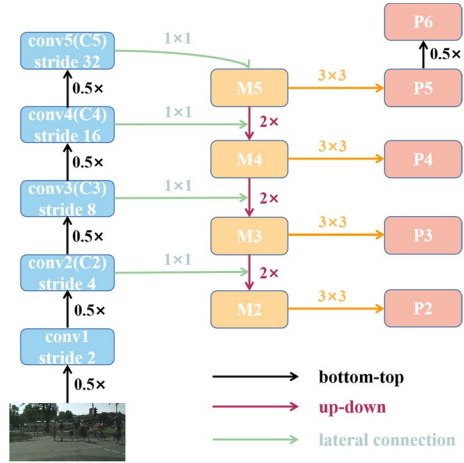 P6
conv5(C5)
stride 32
1×1
0.5×
M5
3×3
P5
0.5×
conv4(C4)
stride 16
1×1
2×
0.5×
M4
3×3
P4
conv3(C3)
stride 8
1×1
2×
0.5×
M3
3×3
P3
conv2(C2)
stride 4
1×1
2×
0.5×
M2
3×3
P2
conv1
stride 2
0.5×
bottom-top
up-down
lateral connection